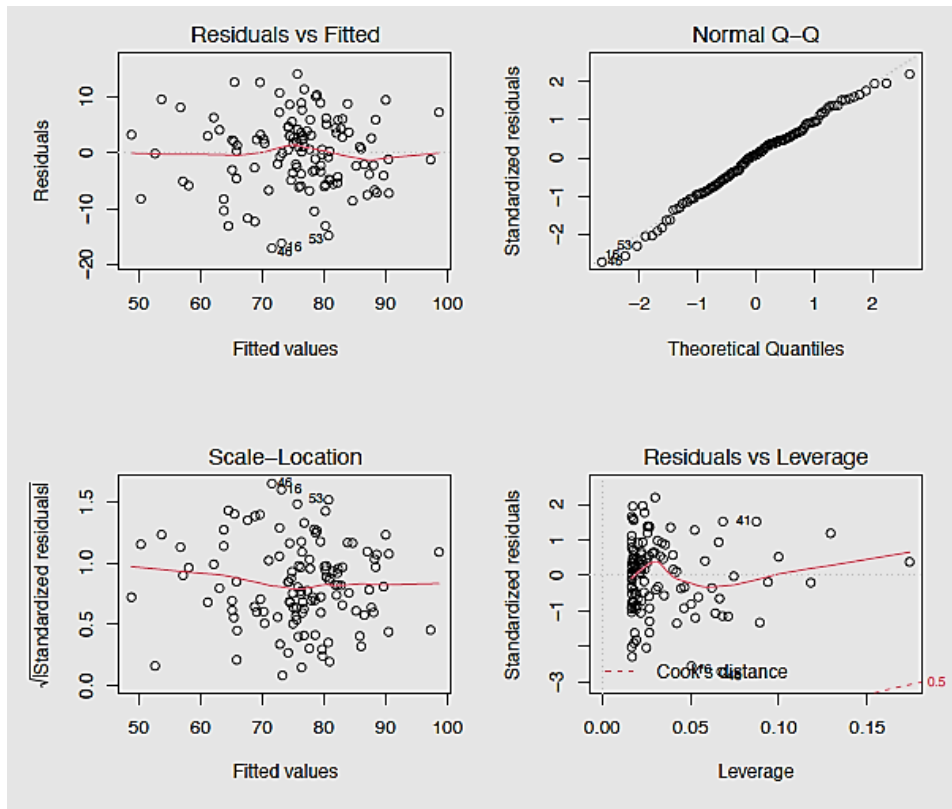 Residuals vs Fitted
Residuals
10
0
−10
−20
53
16
46
50 60 70 80 90 100
Fitted values
Normal Q−Q
Standardized residuals
2
1
0
−1
−2
53
16
46
−2 −1 0 1 2
Theoretical Quantiles
Scale−Location
√|Standardized residuals|
1.5
1.0
0.5
0.0
46
16
53
50 60 70 80 90 100
Fitted values
Residuals vs Leverage
Standardized residuals
2
1
0
−1
−3
41
16
46
Cook's distance
0.5
0.00 0.05 0.10 0.15
Leverage